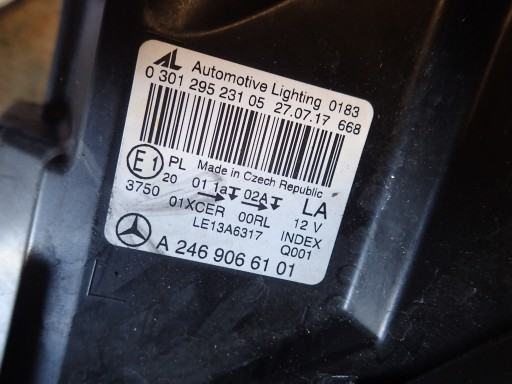 AL Automotive Lighting 0183
0 301 295 231 05 27.07.17 668
Made in Czech Republic
E1 PL 01 1a 02A LA
20
3750 01XCER 00RL 12 V
LE13A6317 INDEX
Q001
A 246 906 61 01